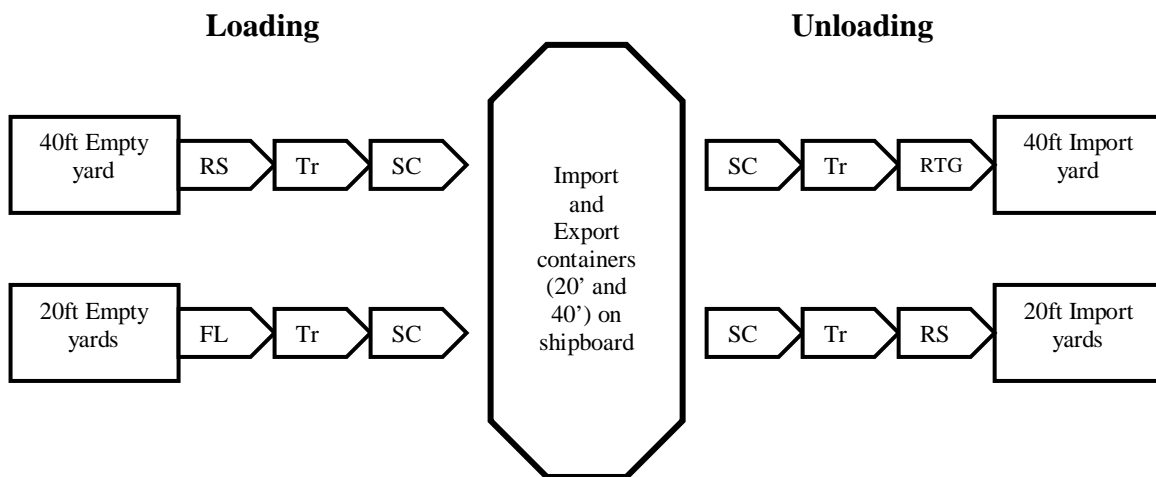 Loading
Unloading
40ft Empty
yard
RS
Tr
SC
20ft Empty
yards
FL
Tr
SC
Import
and
Export
containers
(20’ and
40’) on
shipboard
SC
Tr
RTG
40ft Import
yard
SC
Tr
RS
20ft Import
yards